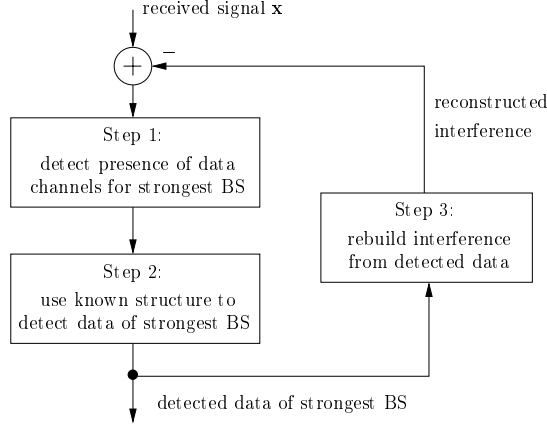 received signal x
−
+
Step 1:
detect presence of data
channels for strongest BS
reconstructed
interference
Step 3:
rebuild interference
from detected data
Step 2:
use known structure to
detect data of strongest BS
detected data of strongest BS